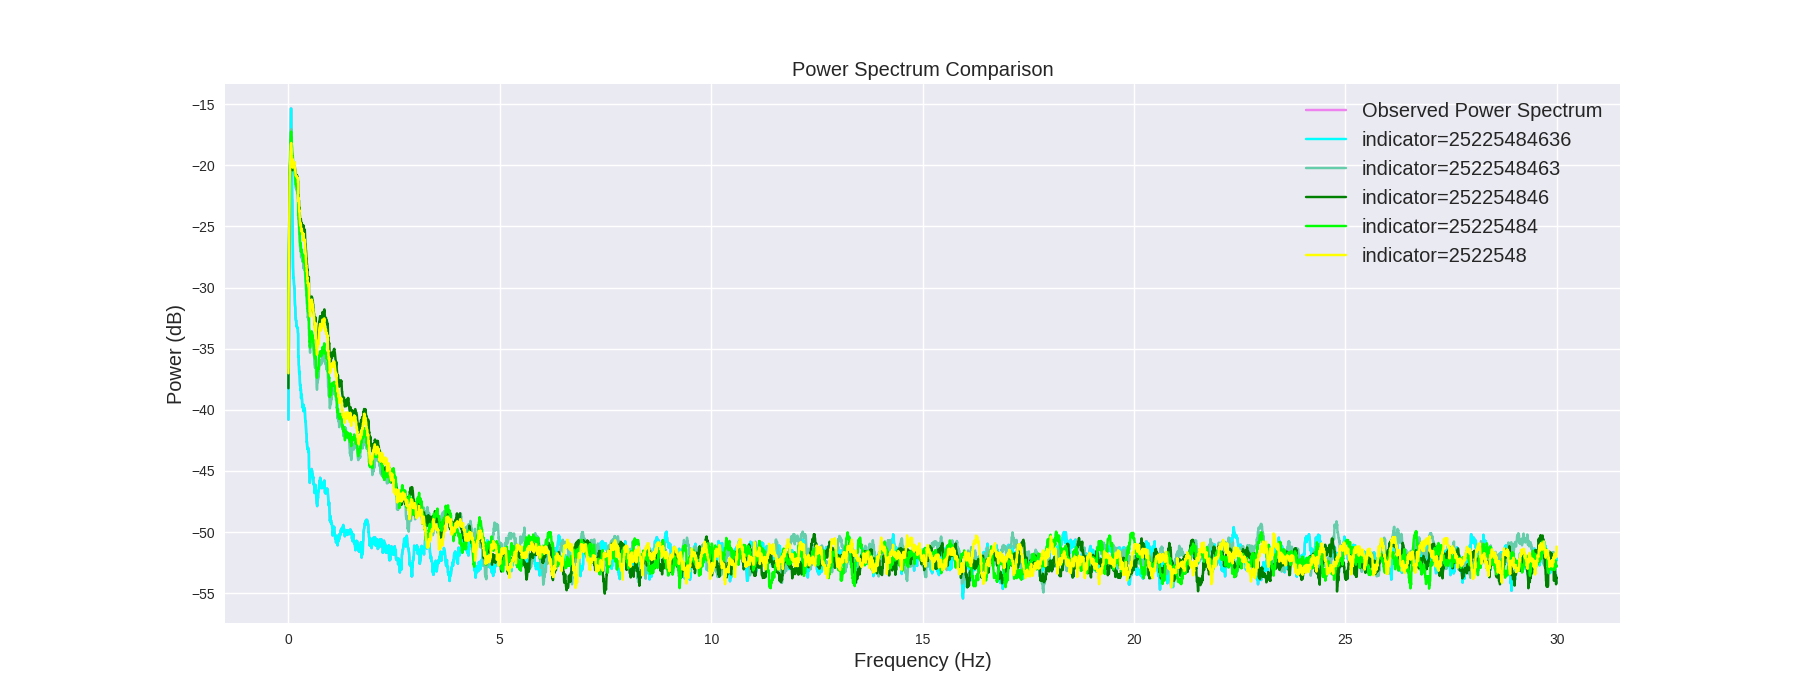 Power Spectrum Comparison
Observed Power Spectrum
indicator=25225484636
indicator=2522548463
indicator=252254846
indicator=25225484
indicator=2522548
−15
−20
−25
−30
−35
−40
−45
−50
−55
Power (dB)
0 5 10 15 20 25 30
Frequency (Hz)